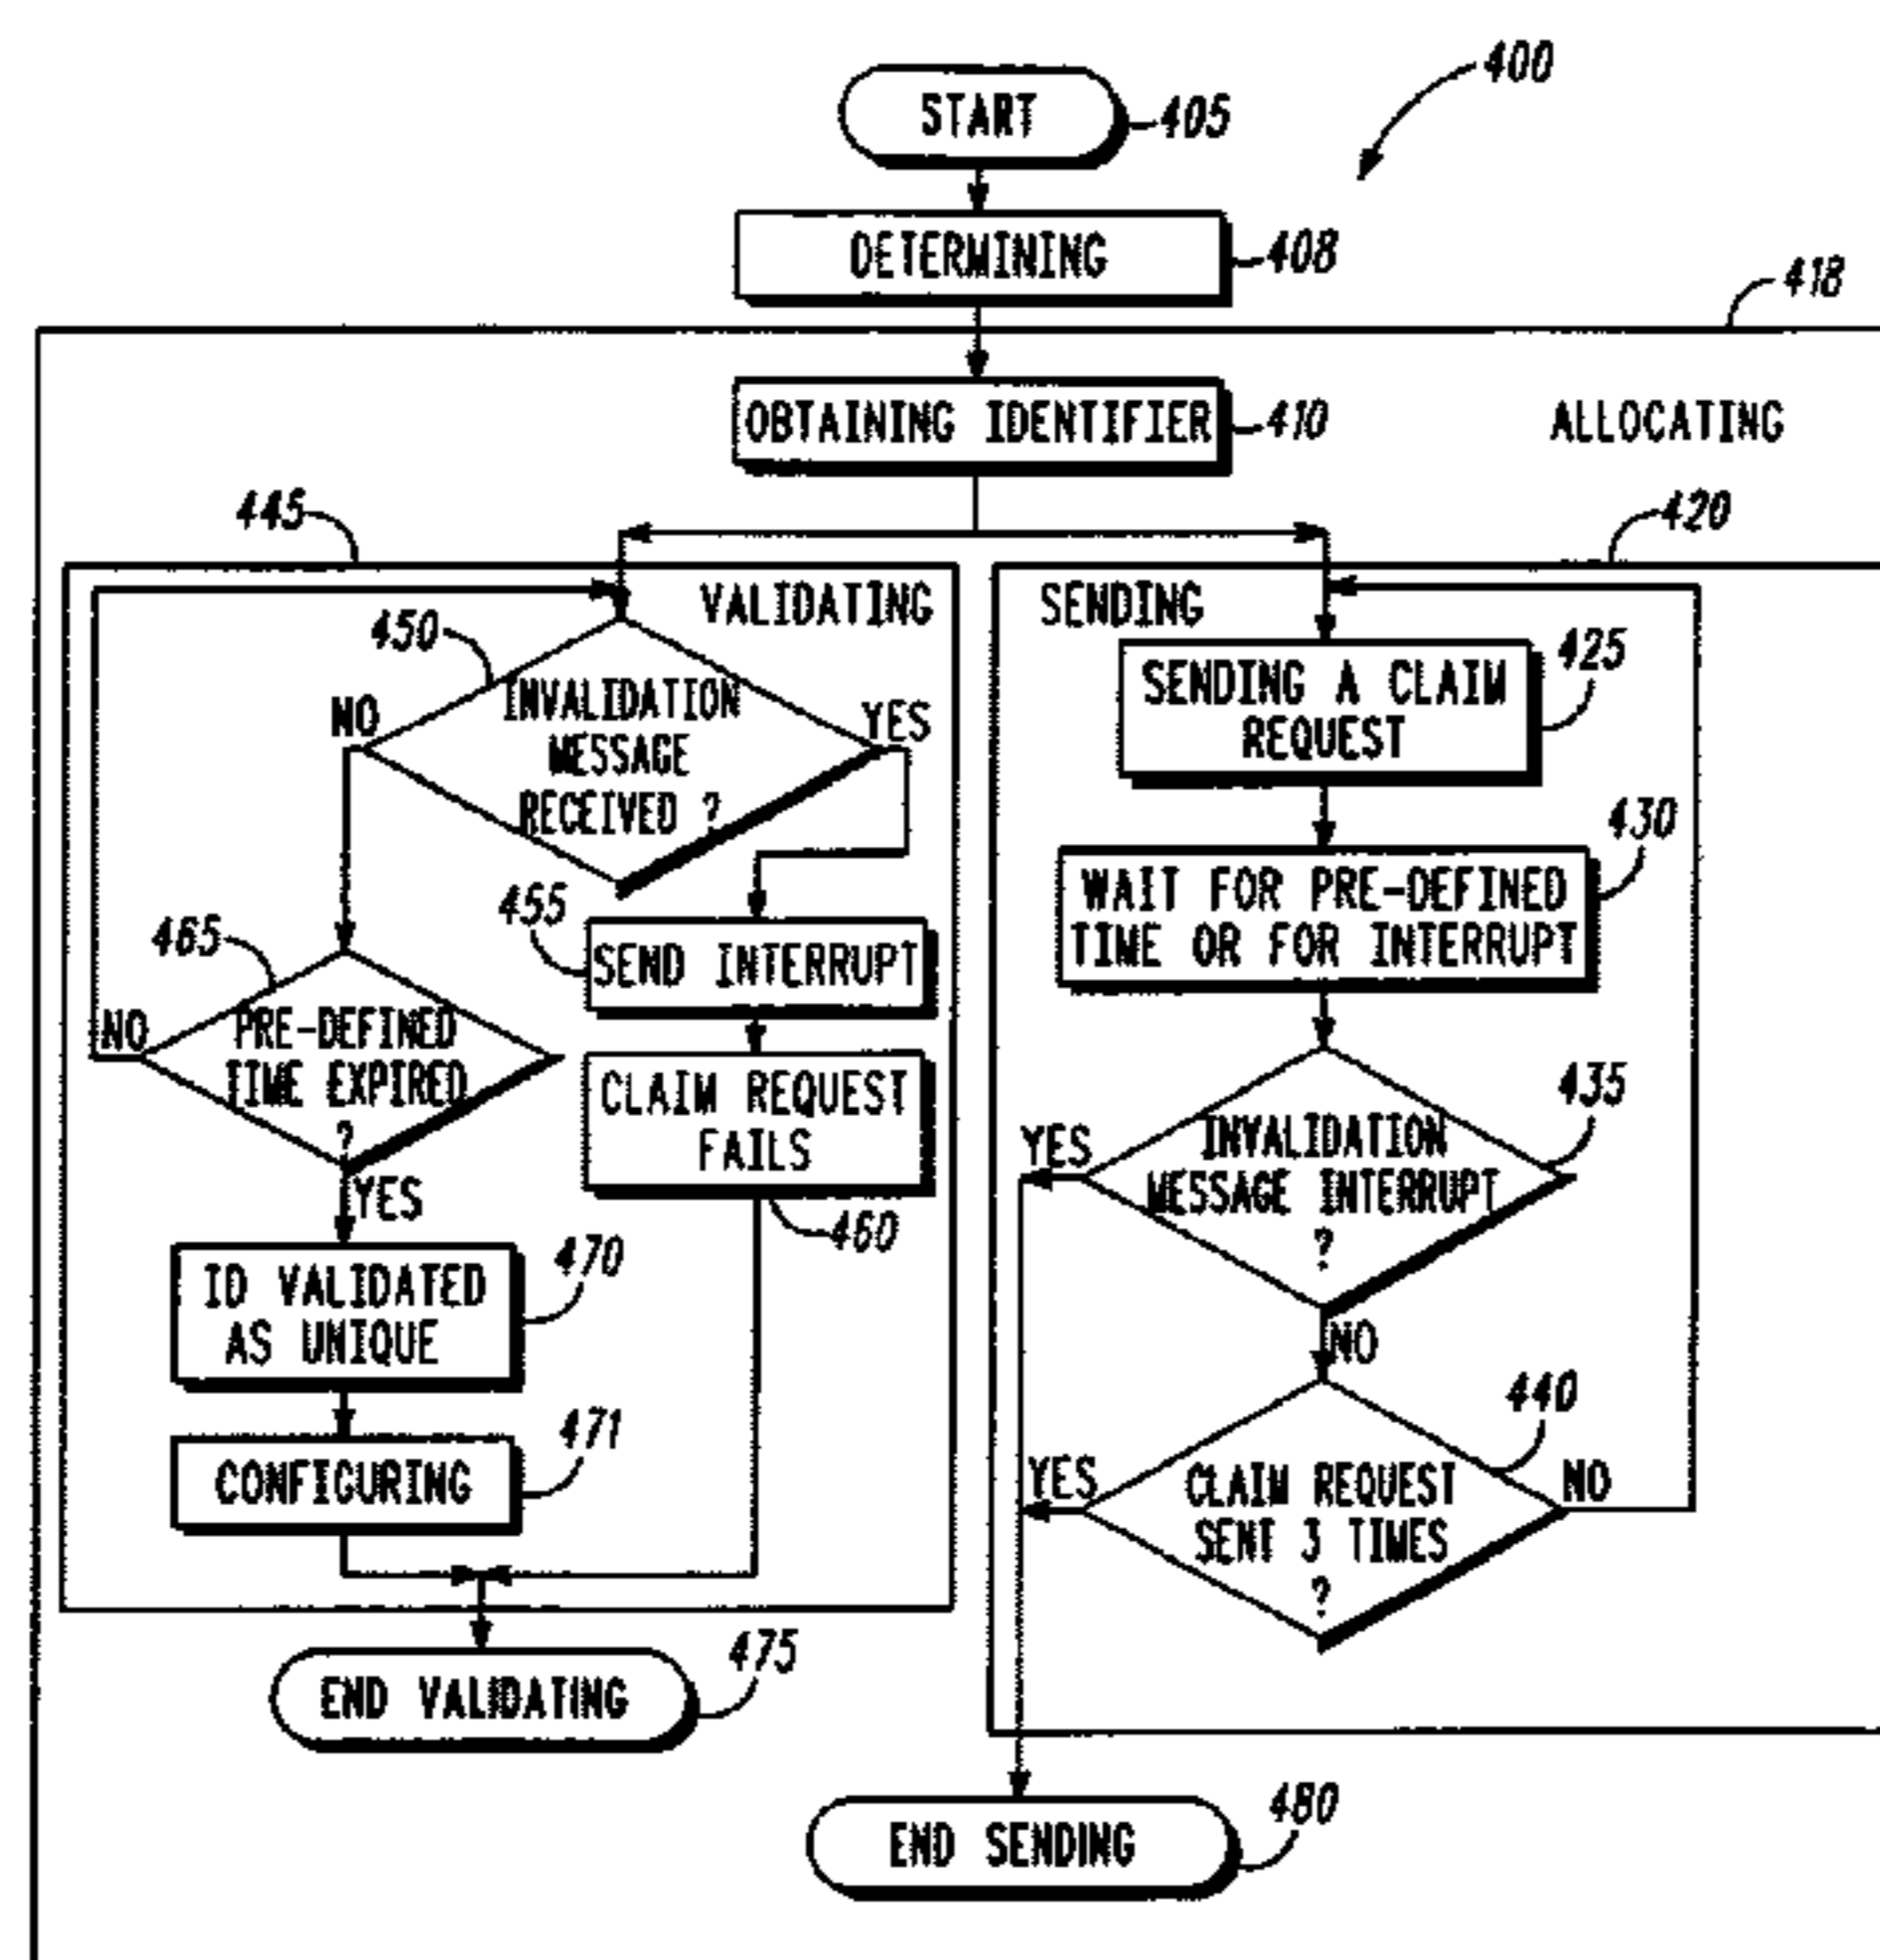 400
START
405
DETERMINING
408
418
OBTAINING IDENTIFIER
410
ALLOCATING
445
420
VALIDATING
450
INVALIDATION
MESSAGE
RECEIVED ?
NO
YES
455
SEND INTERRUPT
465
PRE-DEFINED
TIME EXPIRED
?
NO
YES
CLAIM REQUEST
FAILS
460
ID VALIDATED
AS UNIQUE
470
CONFIGURING
471
END VALIDATING
475
SENDING
SENDING A CLAIM
REQUEST
425
WAIT FOR PRE-DEFINED
TIME OR FOR INTERRUPT
430
INVALIDATION
MESSAGE INTERRUPT
?
435
YES
NO
CLAIM REQUEST
SENT 3 TIMES
?
440
YES
NO
END SENDING
480